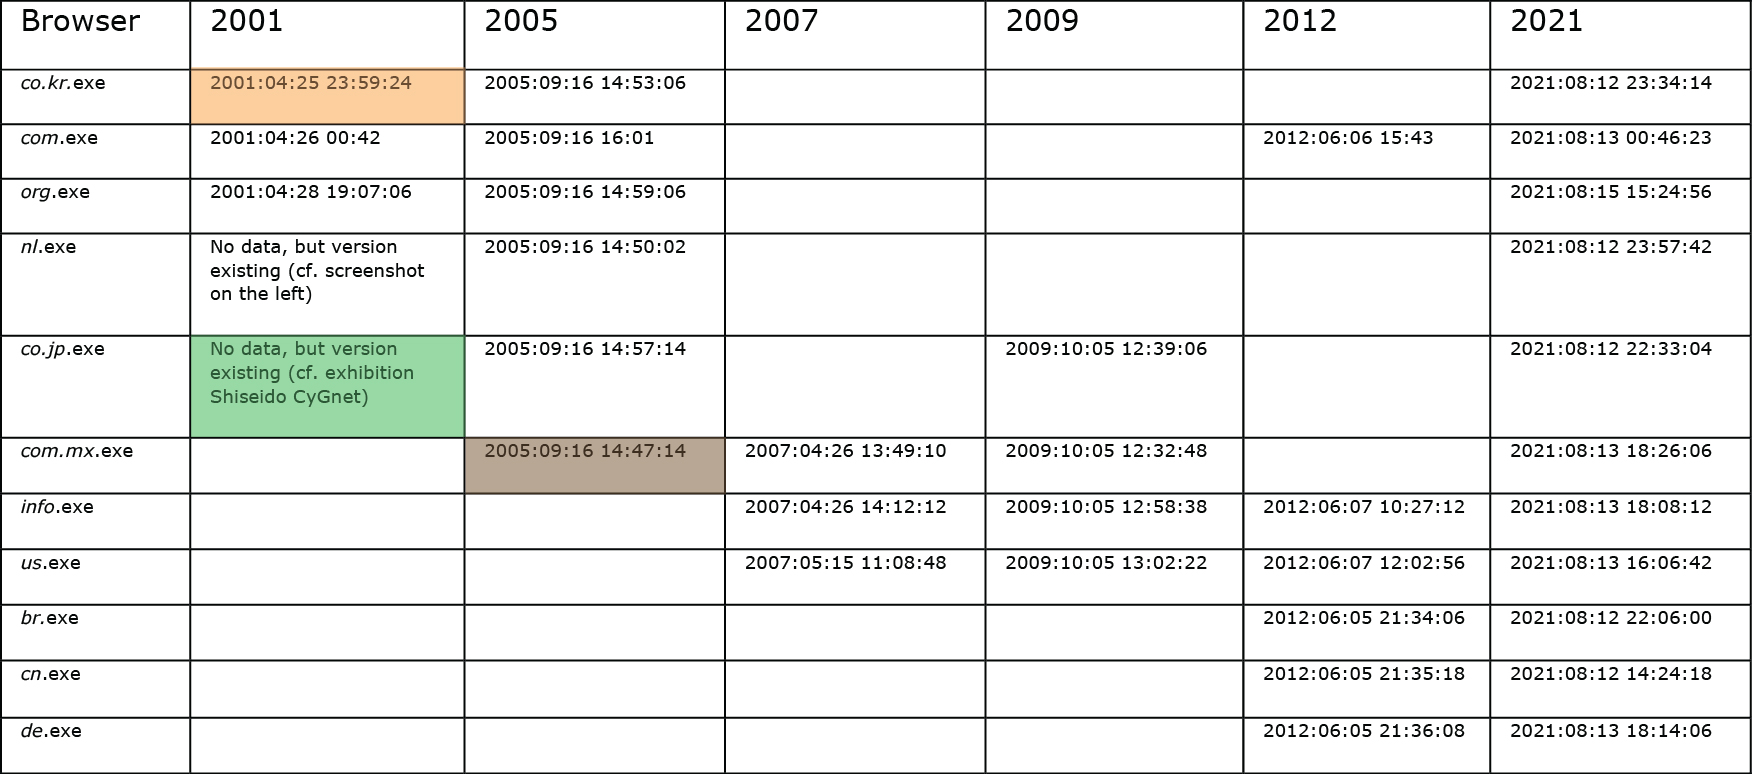 Browser 2001 2005 2007 2009 2012 2021
co.kr.exe 2001:04:25 23:59:24 2005:09:16 14:53:06 2021:08:12 23:34:14
com.exe 2001:04:26 00:42 2005:09:16 16:01 2012:06:06 15:43 2021:08:13 00:46:23
org.exe 2001:04:28 19:07:06 2005:09:16 14:59:06 2021:08:15 15:24:56
nl.exe No data, but version 2005:09:16 14:50:02 2021:08:12 23:57:42
existing (cf. screenshot
on the left)
co.jp.exe No data, but version 2005:09:16 14:57:14 2009:10:05 12:39:06 2021:08:12 22:33:04
existing (cf. exhibition
Shiseido CyGnet)
com.mx.exe 2005:09:16 14:47:14 2007:04:26 13:49:10 2009:10:05 12:32:48 2021:08:13 18:26:06
info.exe 2007:04:26 14:12:12 2009:10:05 12:58:38 2012:06:07 10:27:12 2021:08:13 18:08:12
us.exe 2007:05:15 11:08:48 2009:10:05 13:02:22 2012:06:07 12:02:56 2021:08:13 16:06:42
br.exe 2012:06:05 21:34:06 2021:08:12 22:06:00
cn.exe 2012:06:05 21:35:18 2021:08:12 14:24:18
de.exe 2012:06:05 21:36:08 2021:08:13 18:14:06